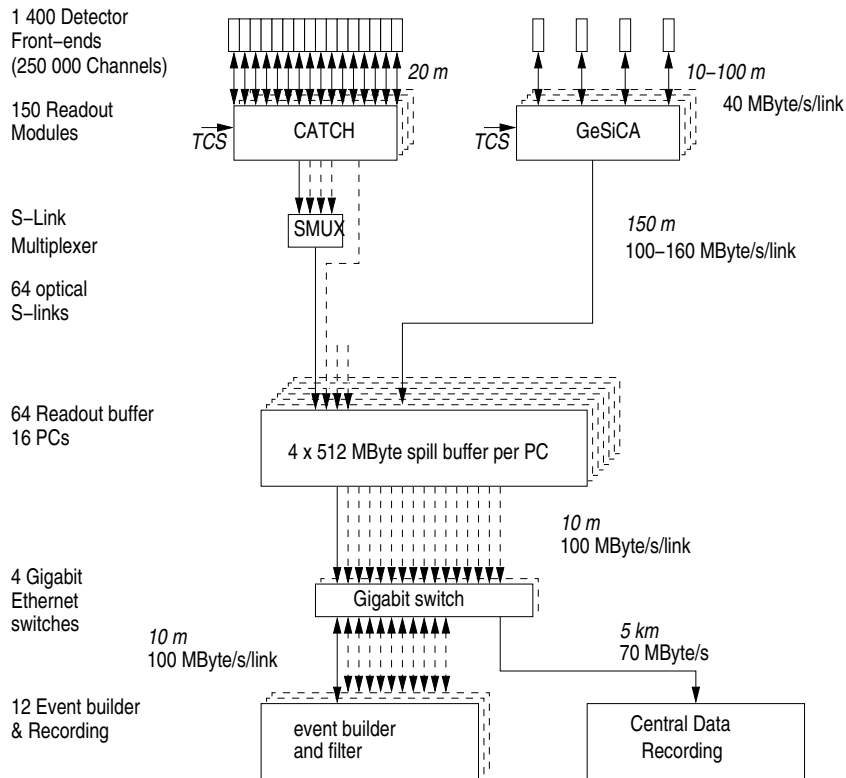 1 400 Detector
Front–ends
(250 000 Channels)
20 m
10–100 m
40 MByte/s/link
150 Readout
Modules
TCS
CATCH
TCS
GeSiCA
S–Link
Multiplexer
SMUX
150 m
100–160 MByte/s/link
64 optical
S–links
64 Readout buffer
16 PCs
4 x 512 MByte spill buffer per PC
10 m
100 MByte/s/link
4 Gigabit
Ethernet
switches
Gigabit switch
10 m
100 MByte/s/link
5 km
70 MByte/s
12 Event builder
& Recording
event builder
and filter
Central Data
Recording